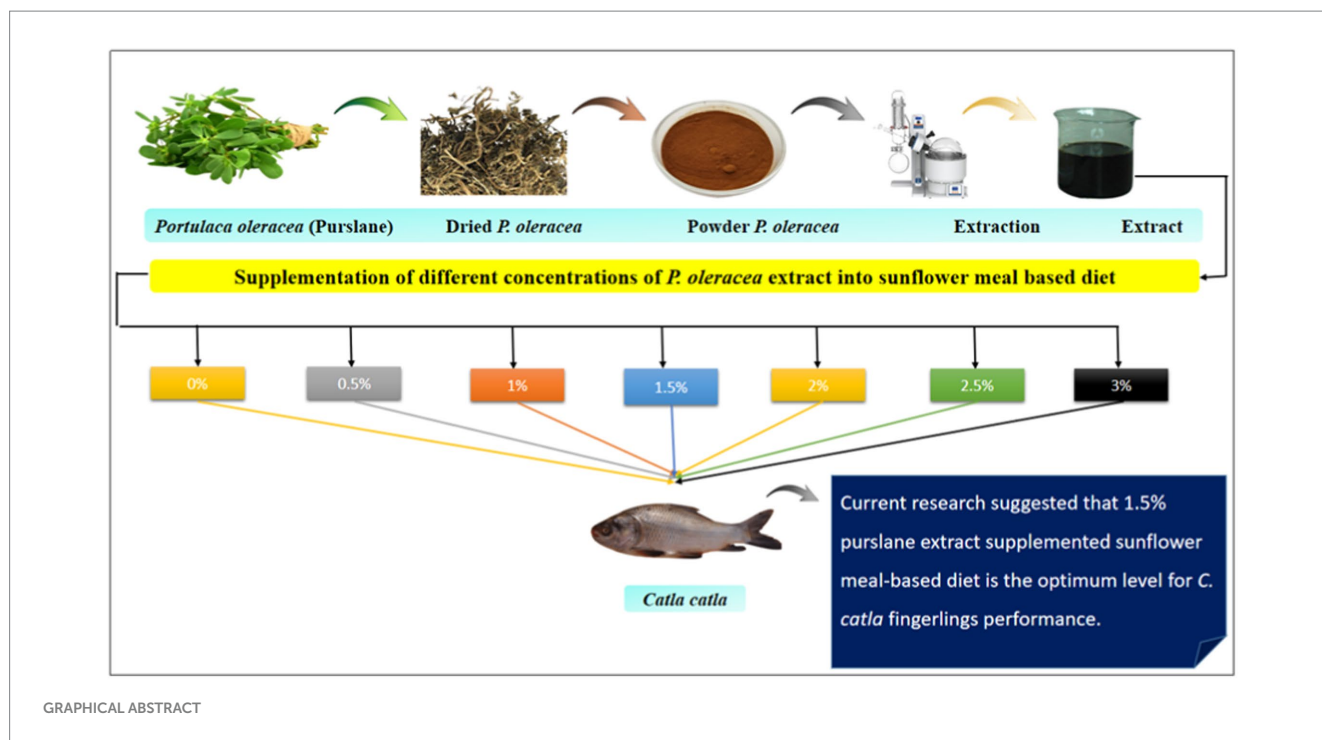 Portulaca oleracea (Purslane) Dried P. oleracea Powder P. oleracea Extraction Extract
Supplementation of different concentrations of P. oleracea extract into sunflower meal based diet
0% 0.5% 1% 1.5% 2% 2.5% 3%
Current research suggested that 1.5%
purslane extract supplemented sunflower
meal-based diet is the optimum level for C.
catla fingerlings performance.
Catla catla
GRAPHICAL ABSTRACT